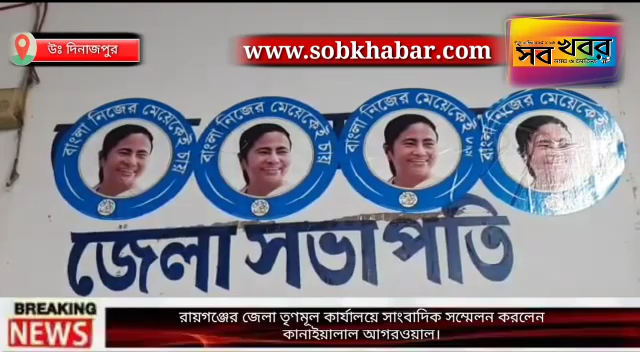 উঃ দিনাজপুর
www.sobkhabar.com
সব খবর
বাংলা নিজের মেয়েকেই চায়
বাংলা নিজের মেয়েকেই চায়
বাংলা নিজের মেয়েকেই চায়
বাংলা নিজের মেয়েকেই
জেলা সভাপতি
BREAKING
NEWS
রায়গঞ্জের জেলা তৃণমূল কার্যালয়ে সাংবাদিক সম্মেলন করলেন
কানাইয়ালাল আগরওয়াল।